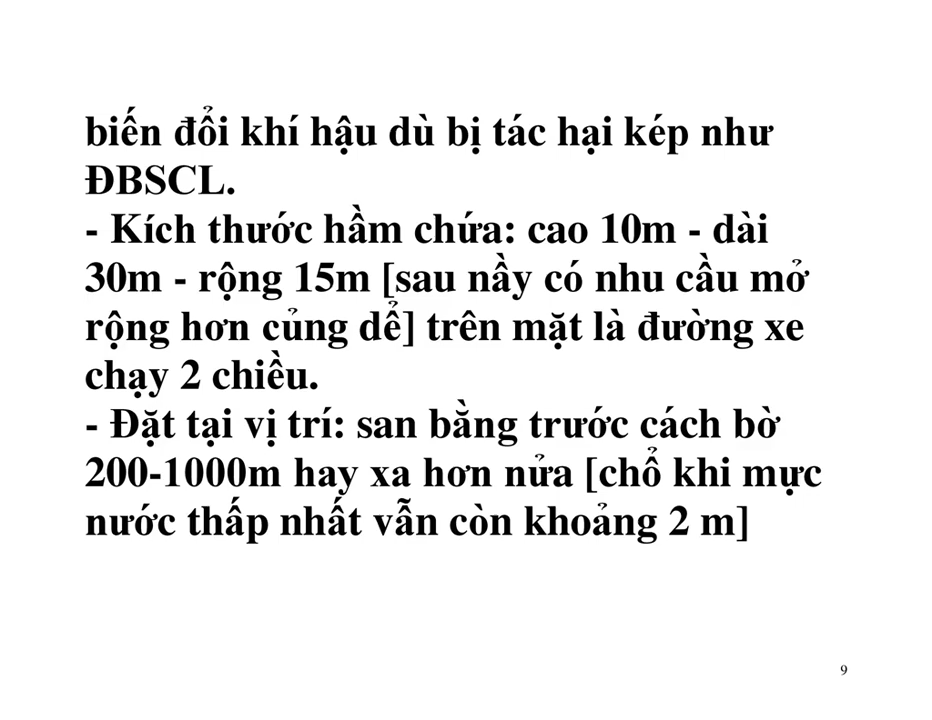 biến đổi khí hậu dù bị tác hại kép như
ĐBSCL.
- Kích thước hầm chứa: cao 10m - dài
30m - rộng 15m [sau nầy có nhu cầu mở
rộng hơn củng dể] trên mặt là đường xe
chạy 2 chiều.
- Đặt tại vị trí: san bằng trước cách bờ
200-1000m hay xa hơn nửa [chổ khi mực
nước thấp nhất vẫn còn khoảng 2 m]
9